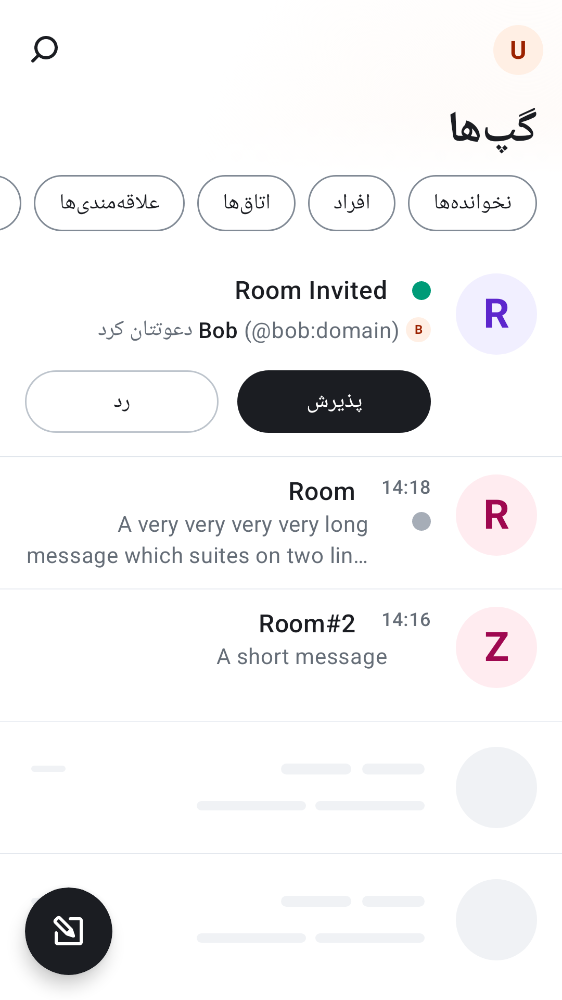 U
گپ‌ها
نخوانده‌ها
افراد
اتاق‌ها
علاقه‌مندی‌ها
R
Room Invited
B
Bob (@bob:domain) دعوتتان کرد
پذیرش
رد
R
Room
14:18
A very very very very long
message which suites on two lin…
Z
Room#2
14:16
A short message